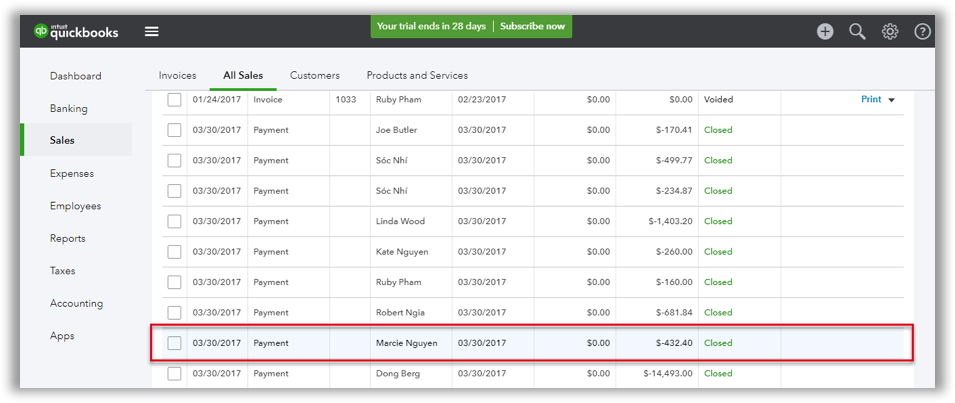 intuit quickbooks Your trial ends in 28 days | Subscribe now
Dashboard
Banking
Sales
Expenses
Employees
Reports
Taxes
Accounting
Apps
Invoices All Sales Customers Products and Services
01/24/2017 Invoice 1033 Ruby Pham 02/23/2017 $0.00 $0.00 Voided Print
03/30/2017 Payment Joe Butler 03/30/2017 $0.00 $-170.41 Closed
03/30/2017 Payment Sóc Nhí 03/30/2017 $0.00 $-499.77 Closed
03/30/2017 Payment Sóc Nhí 03/30/2017 $0.00 $-234.87 Closed
03/30/2017 Payment Linda Wood 03/30/2017 $0.00 $-1,403.20 Closed
03/30/2017 Payment Kate Nguyen 03/30/2017 $0.00 $-260.00 Closed
03/30/2017 Payment Ruby Pham 03/30/2017 $0.00 $-160.00 Closed
03/30/2017 Payment Robert Ngia 03/30/2017 $0.00 $-681.84 Closed
03/30/2017 Payment Marcie Nguyen 03/30/2017 $0.00 $-432.40 Closed
03/30/2017 Payment Dong Berg 03/30/2017 $0.00 $-14,493.00 Closed